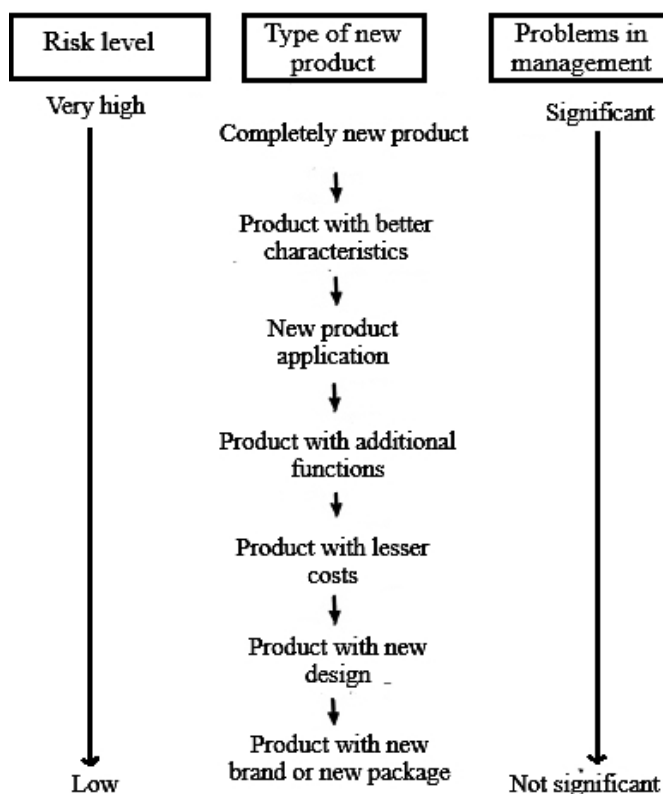 Risk level
Type of new
product
Problems in
management
Very high
Significant
Completely new product
Product with better
characteristics
New product
application
Product with additional
functions
Product with lesser
costs
Product with new
design
Product with new
brand or new package
Low
Not significant